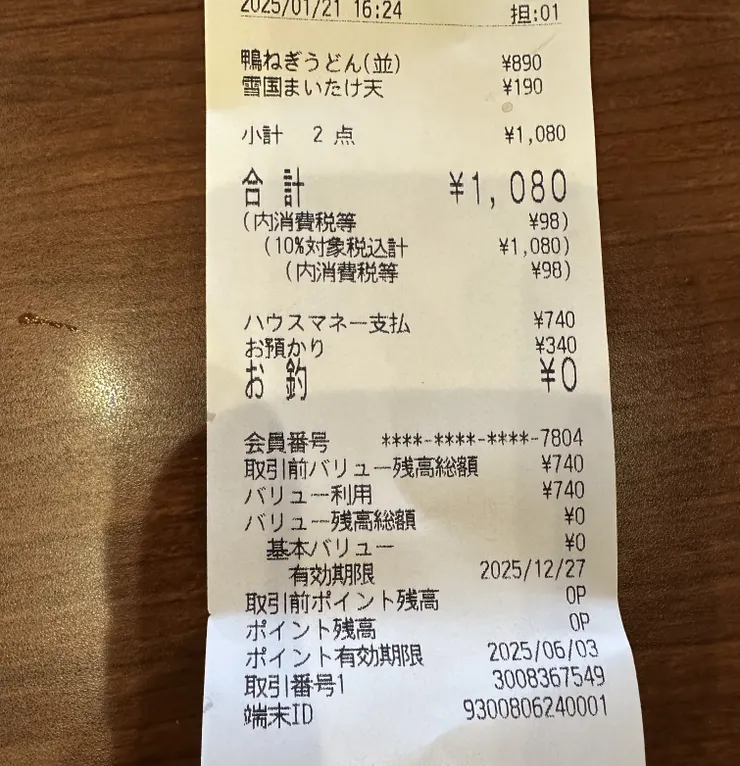 2025/01/21 16:24 担:01
鴨ねぎうどん(並) ¥890
雪国まいたけ天 ¥190
小計 2 点 ¥1,080
合 計 ¥1,080
(内消費税等 ¥98)
(10%対象税込計 ¥1,080)
(内消費税等 ¥98)
ハウスマネー支払 ¥740
お預かり ¥340
お 釣 ¥0
会員番号 ****-****-****-7804
取引前バリュー残高総額 ¥740
バリュー利用 ¥740
バリュー残高総額 ¥0
基本バリュー ¥0
有効期限 2025/12/27
取引前ポイント残高 0P
ポイント残高 0P
ポイント有効期限 2025/06/03
取引番号1 3008367549
端末ID 9300806240001